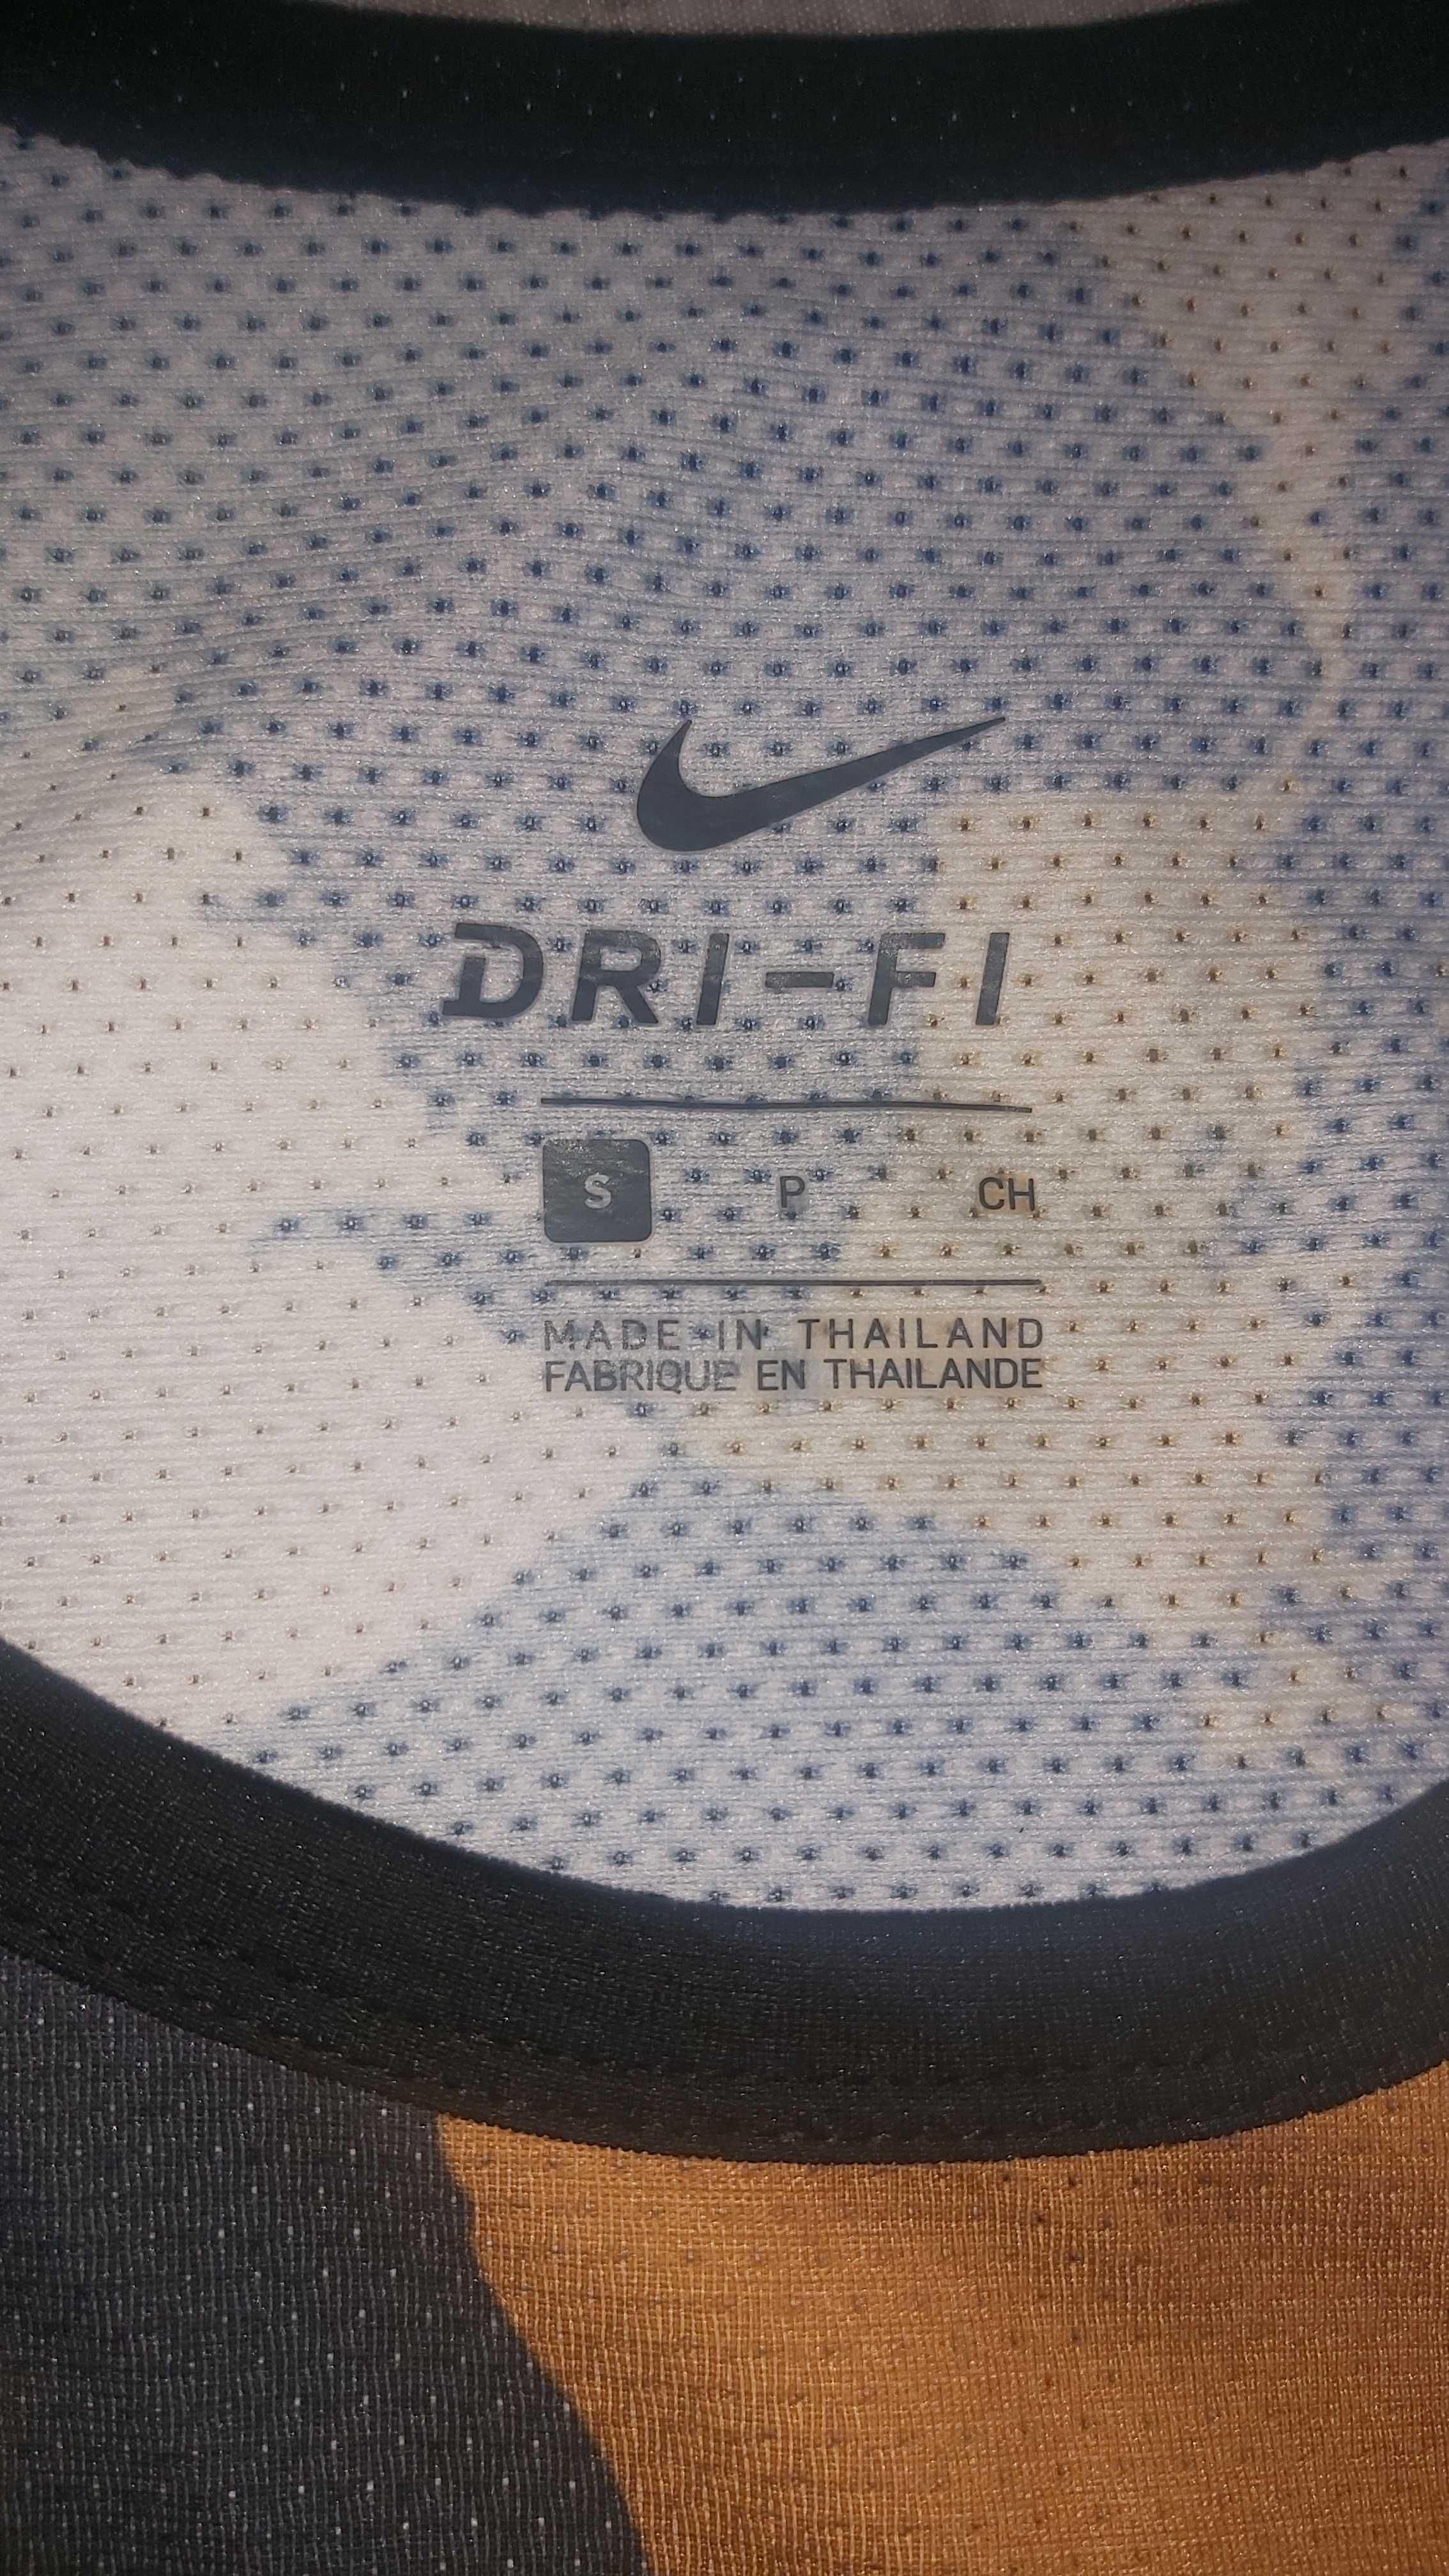 DRI-FI
S P CH
MADE IN THAILAND
FABRIQUE EN THAILANDE